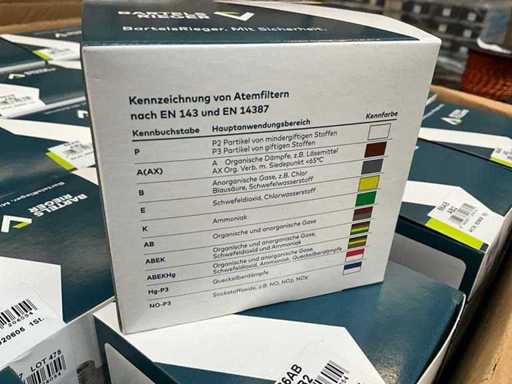 BARTELS
RIEGER
BartelsRieger. Mit Sicherheit.
Kennzeichnung von Atemfiltern
nach EN 143 und EN 14387
Kennbuchstabe Hauptanwendungsbereich Kennfarbe
P P2 Partikel von mindergiftigen Stoffen
P3 Partikel von giftigen Stoffen
A(AX) A Organische Dämpfe, z.B. Lösemittel
AX Org. Verb. m. Siedepunkt <+65°C
B Anorganische Gase, z.B. Chlor
Blausäure, Schwefelwasserstoff
E Schwefeldioxid, Chlorwasserstoff
K Ammoniak
AB Organische und anorganische Gase
ABEK Organische und anorganische Gase,
Schwefeldioxid und Ammoniak
ABEKHg Organische und anorganische Gase,
Schwefeldioxid, Ammoniak, Quecksilberdämpfe
Hg-P3 Quecksilberdämpfe
NO-P3 Stickstoffoxide, z.B. NO, NO2, NOX
BARTELS
RIEGER
LOT 478